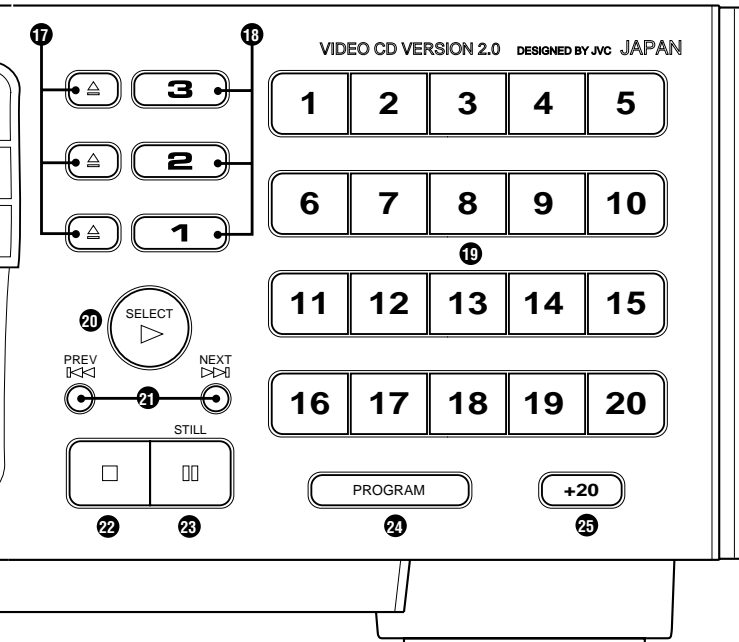 17 18
VIDEO CD VERSION 2.0 DESIGNED BY JVC JAPAN
3
1 2 3 4 5
2
6 7 8 9 10
1
19
20 SELECT
11 12 13 14 15
PREV NEXT
21
16 17 18 19 20
STILL
PROGRAM +20
22 23 24 25